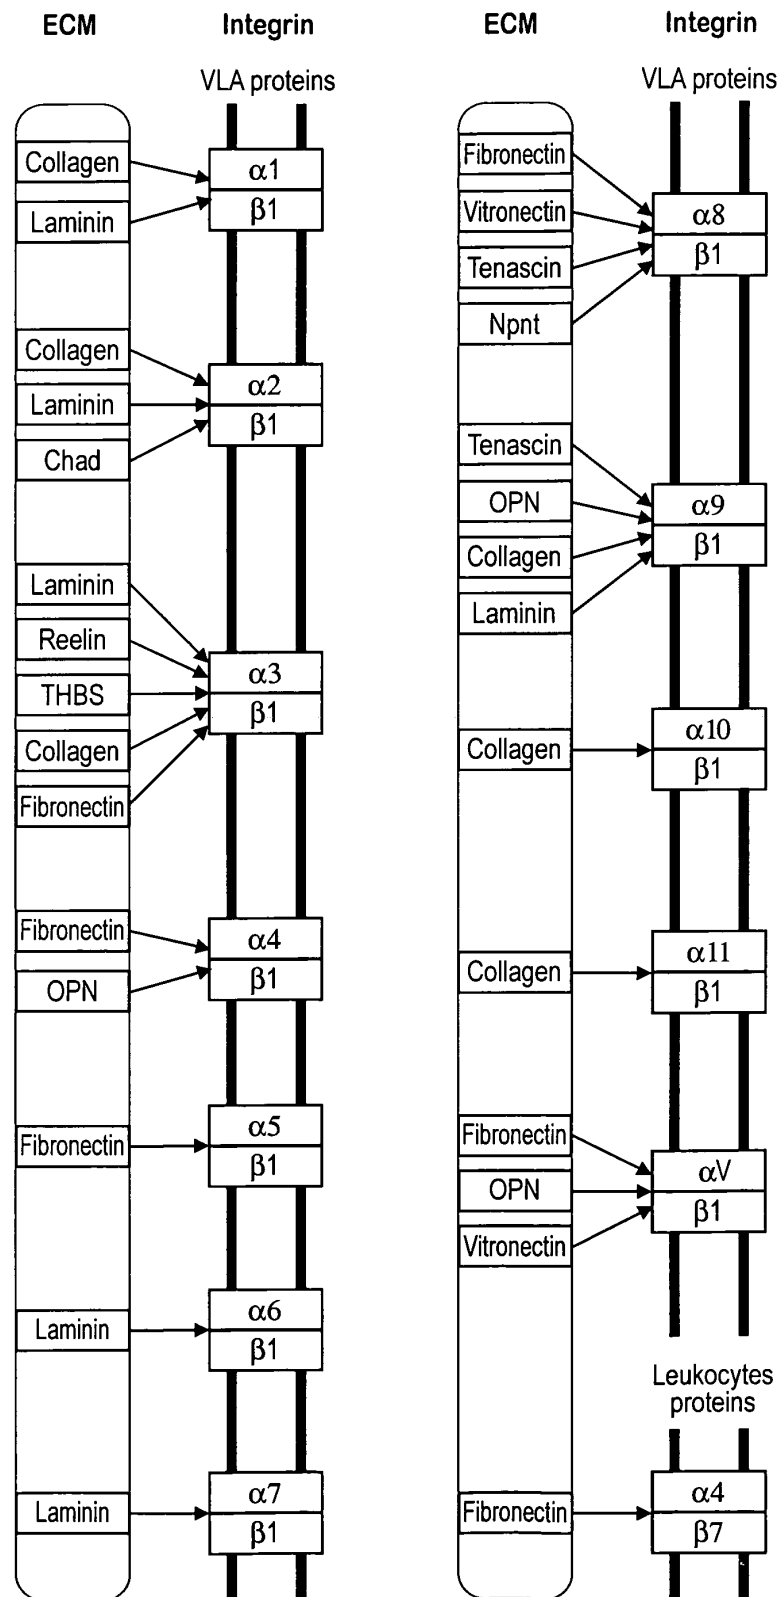 ECM
Integrin
VLA proteins
Collagen
α1
Laminin
β1
Collagen
α2
Laminin
β1
Chad
Laminin
Reelin
α3
THBS
β1
Collagen
Fibronectin
Fibronectin
α4
OPN
β1
α5
Fibronectin
β1
α6
Laminin
β1
α7
Laminin
β1
ECM
Integrin
VLA proteins
Fibronectin
Vitronectin
α8
β1
Tenascin
Npnt
Tenascin
OPN
α9
β1
Collagen
Laminin
α10
Collagen
β1
α11
Collagen
β1
Fibronectin
αV
OPN
β1
Vitronectin
Leukocytes
proteins
α4
Fibronectin
β7